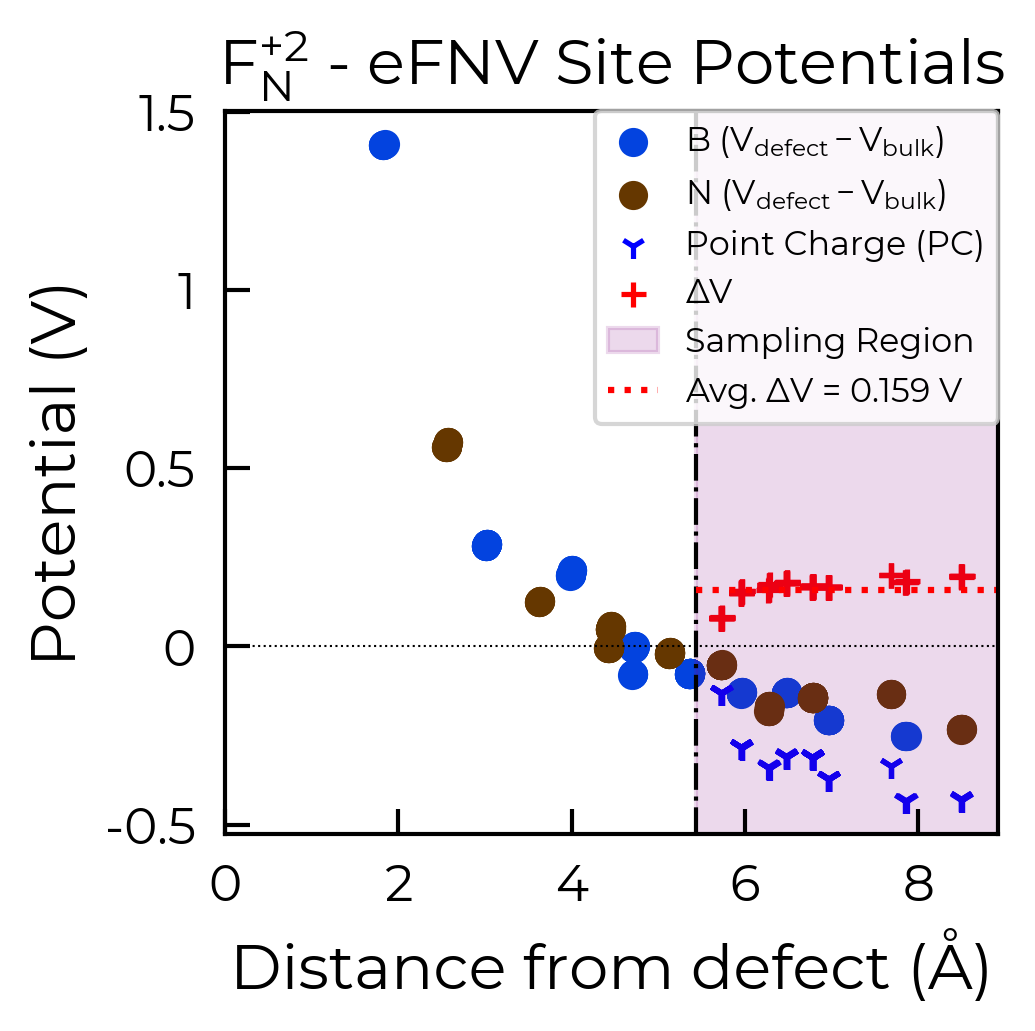 F_N^{+2} - eFNV Site Potentials
B (V_defect – V_bulk)
N (V_defect – V_bulk)
Point Charge (PC)
ΔV
Sampling Region
Avg. ΔV = 0.159 V
Potential (V)
1.5
1
0.5
0
-0.5
0 2 4 6 8
Distance from defect (Å)